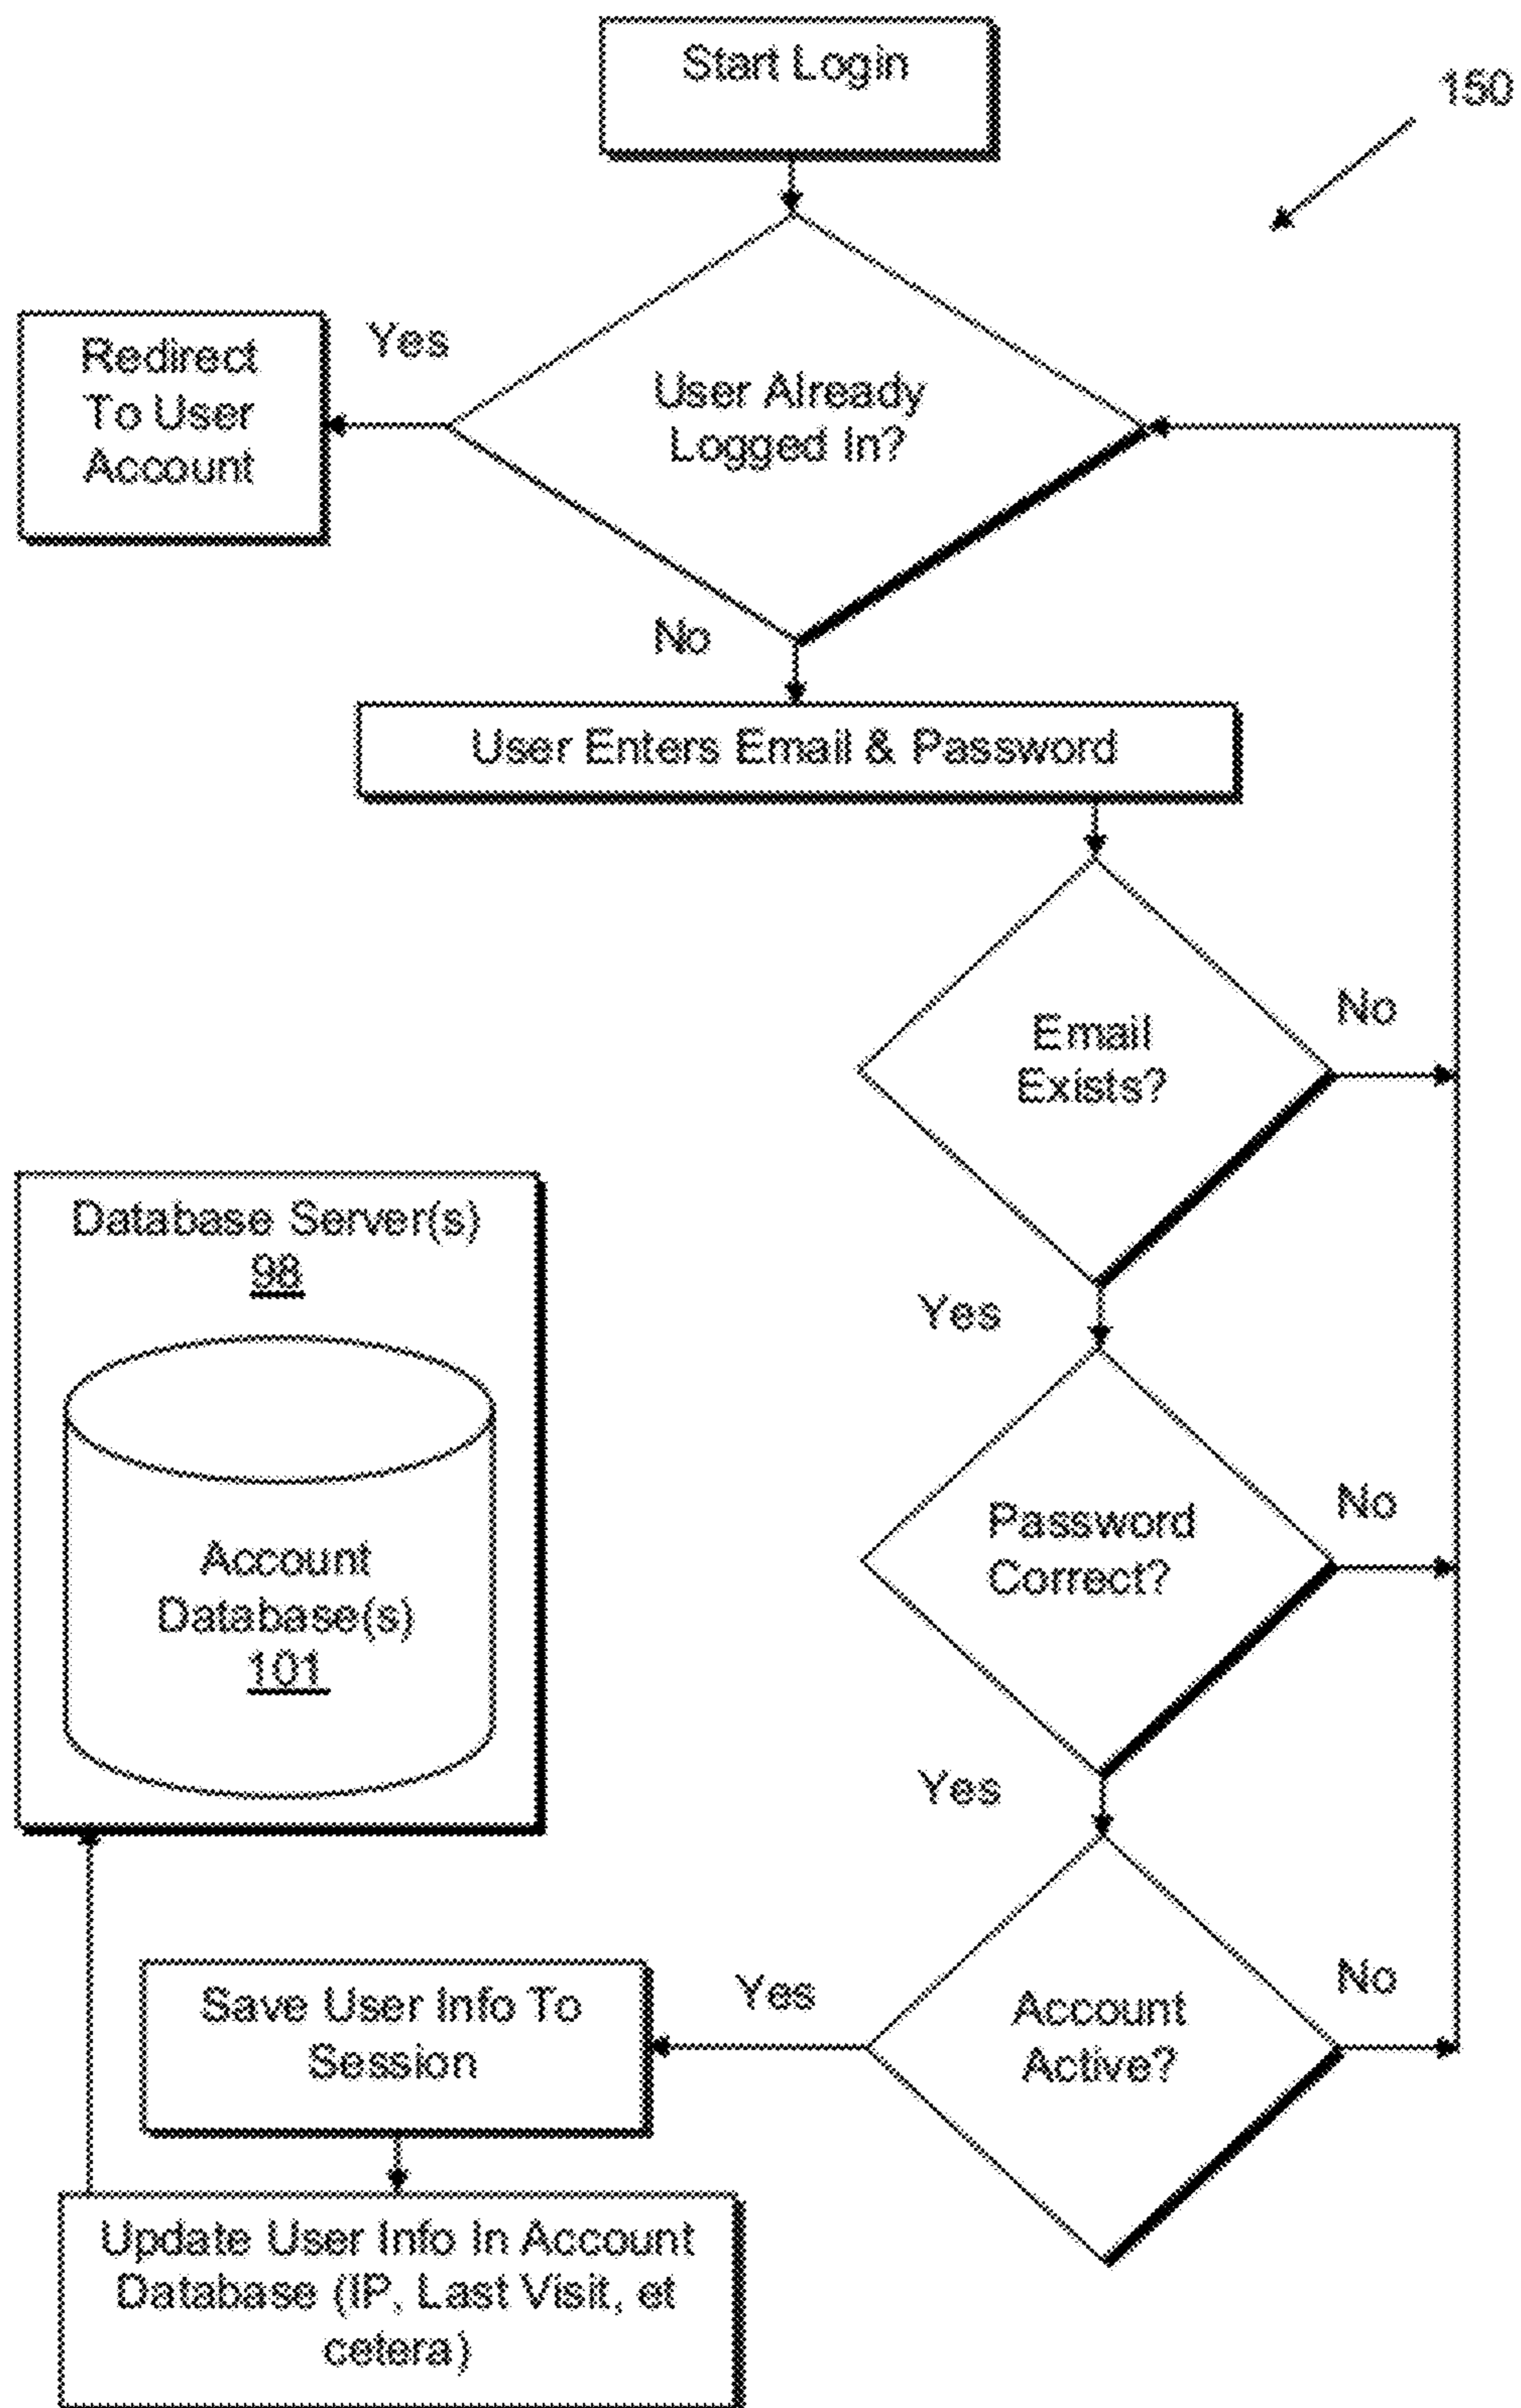 Start Login
150
Yes
Redirect
To User
Account
User Already
Logged In?
No
User Enters Email & Password
Email
Exists?
No
Database Server(s)
98
Yes
Account
Database(s)
101
Password
Correct?
No
Yes
Save User Info To
Session
Yes
Account
Active?
No
Update User Info In Account
Database (IP, Last Visit, et
cetera)